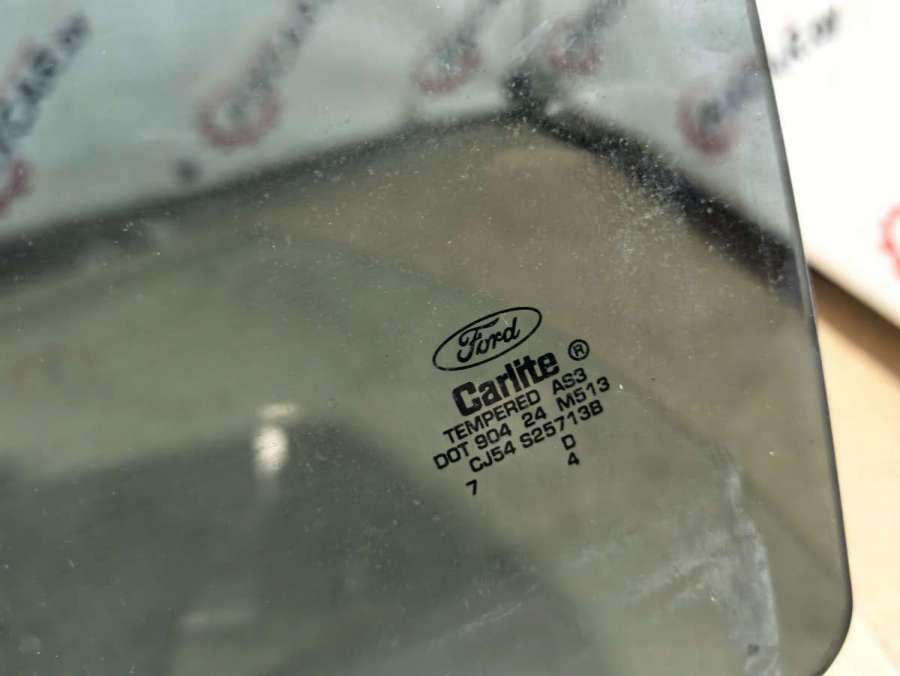 Ford
Carlite ®
TEMPERED AS3
DOT 904 24 M513
CJ54 S25713B
D
7 4